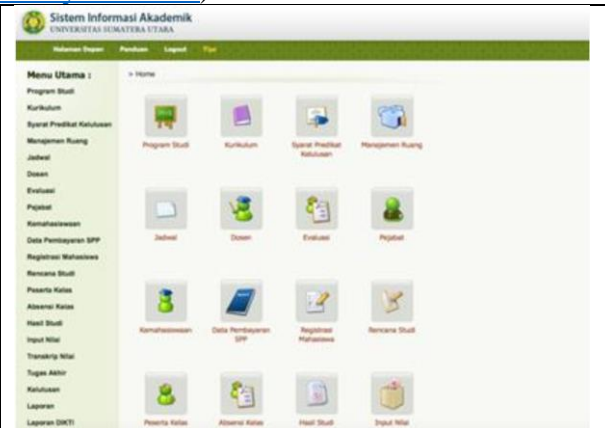 Sistem Informasi Akademik
UNIVERSITAS SUMATERA UTARA
Halaman Depan Panduan Logout Tips
Menu Utama :
> Home
Program Studi
Kurikulum
Syarat Predikat Kelulusan
Manajemen Ruang
Jadwal
Dosen
Evaluasi
Pejabat
Kemahasiswaan
Data Pembayaran SPP
Registrasi Mahasiswa
Rencana Studi
Peserta Kelas
Absensi Kelas
Hasil Studi
Input Nilai
Transkrip Nilai
Tugas Akhir
Kelulusan
Laporan
Laporan DIKTI
Program Studi
Kurikulum
Syarat Predikat
Kelulusan
Manajemen Ruang
Jadwal
Dosen
Evaluasi
Pejabat
Kemahasiswaan
Data Pembayaran
SPP
Registrasi
Mahasiswa
Rencana Studi
Peserta Kelas
Absensi Kelas
Hasil Studi
Input Nilai